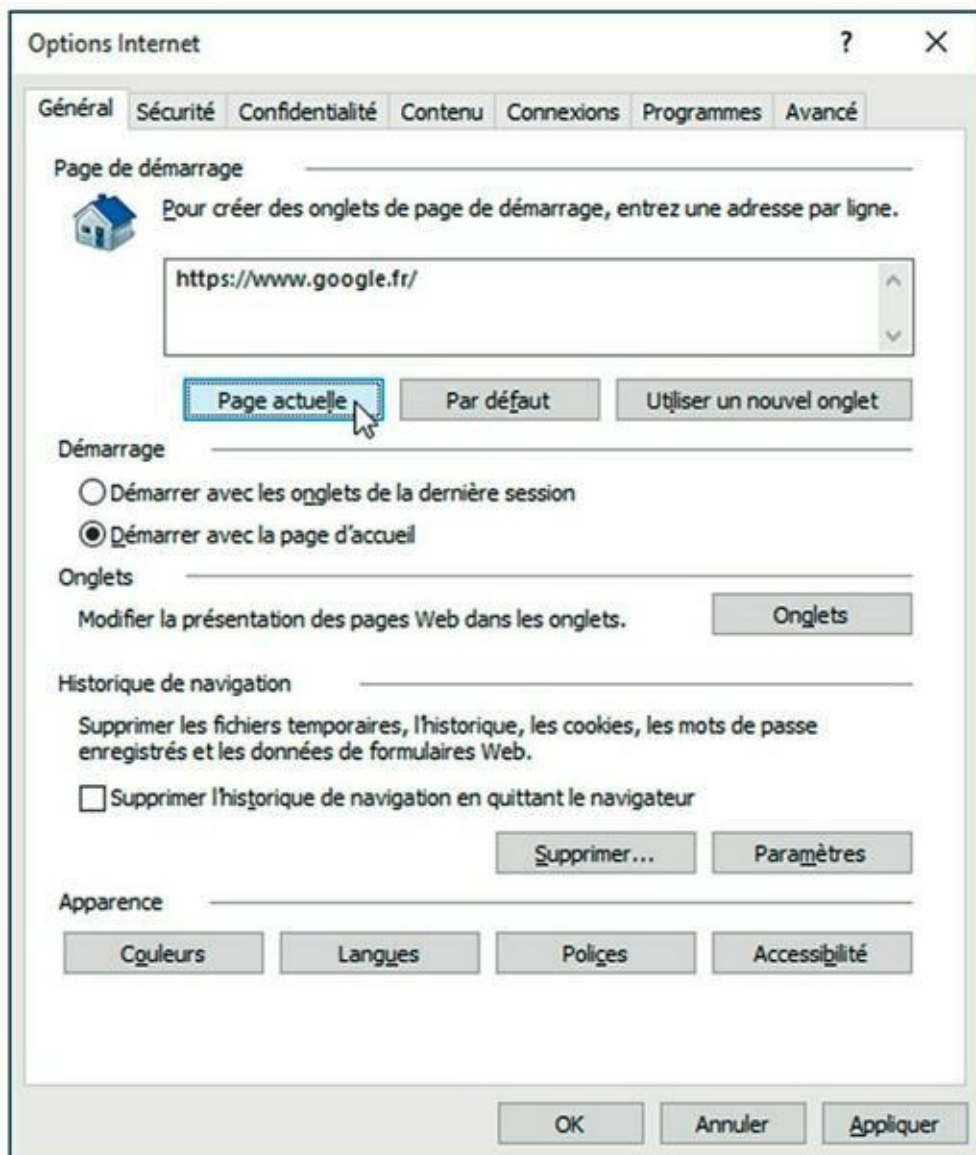 Options Internet ? ×
Général Sécurité Confidentialité Contenu Connexions Programmes Avancé
Page de démarrage
Pour créer des onglets de page de démarrage, entrez une adresse par ligne.
https://www.google.fr/
Page actuelle Par défaut Utiliser un nouvel onglet
Démarrage
Démarrer avec les onglets de la dernière session
Démarrer avec la page d'accueil
Onglets
Modifier la présentation des pages Web dans les onglets. Onglets
Historique de navigation
Supprimer les fichiers temporaires, l'historique, les cookies, les mots de passe
enregistrés et les données de formulaires Web.
Supprimer l'historique de navigation en quittant le navigateur
Supprimer... Paramètres
Apparence
Couleurs Langues Polices Accessibilité
OK Annuler Appliquer